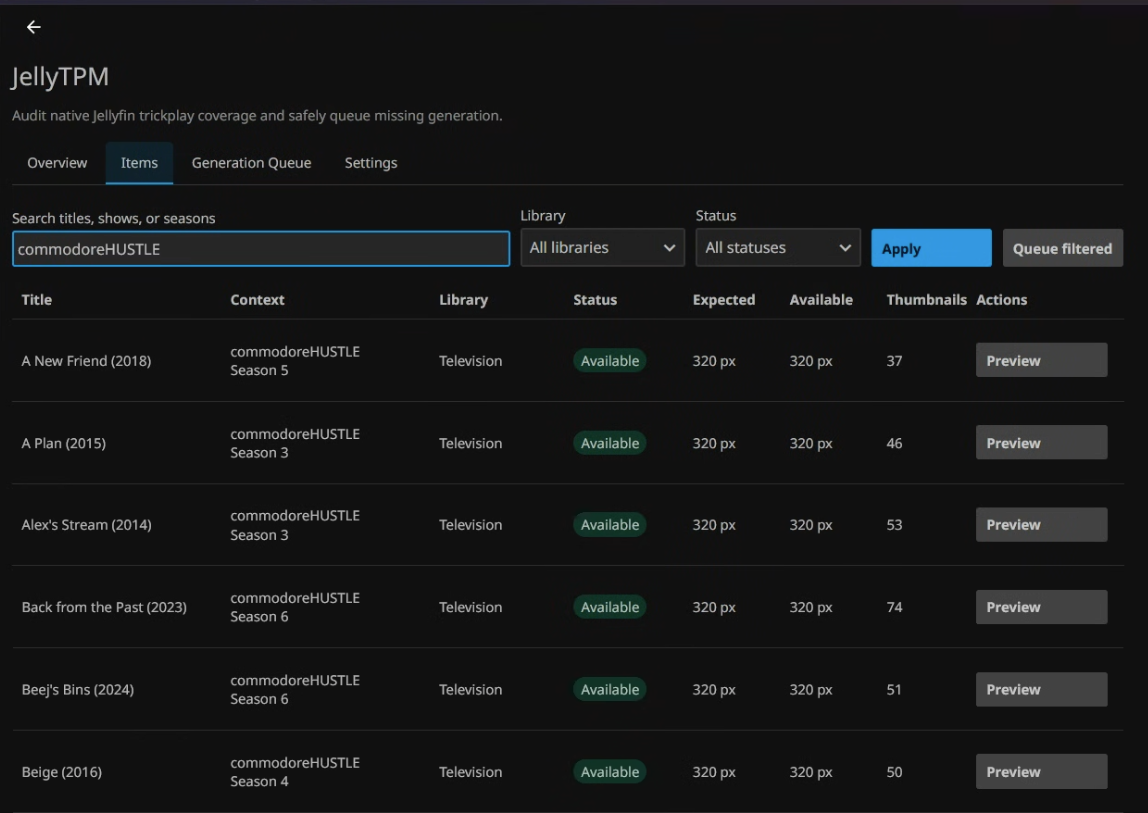 JellyTPM
Audit native Jellyfin trickplay coverage and safely queue missing generation.
Overview Items Generation Queue Settings
Search titles, shows, or seasons Library Status
commodoreHUSTLE All libraries All statuses Apply Queue filtered
Title Context Library Status Expected Available Thumbnails Actions
A New Friend (2018) commodoreHUSTLE
Season 5 Television Available 320 px 320 px 37 Preview
A Plan (2015) commodoreHUSTLE
Season 3 Television Available 320 px 320 px 46 Preview
Alex's Stream (2014) commodoreHUSTLE
Season 3 Television Available 320 px 320 px 53 Preview
Back from the Past (2023) commodoreHUSTLE
Season 6 Television Available 320 px 320 px 74 Preview
Beej's Bins (2024) commodoreHUSTLE
Season 6 Television Available 320 px 320 px 51 Preview
Beige (2016) commodoreHUSTLE
Season 4 Television Available 320 px 320 px 50 Preview